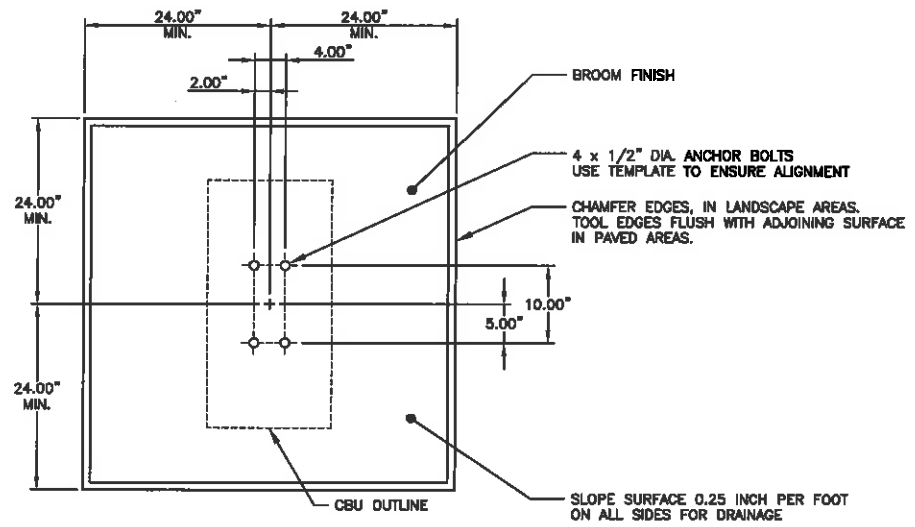 24.00"
MIN.
24.00"
MIN.
4.00"
2.00"
BROOM FINISH
4 x 1/2" DIA. ANCHOR BOLTS
USE TEMPLATE TO ENSURE ALIGNMENT
CHAMFER EDGES, IN LANDSCAPE AREAS.
TOOL EDGES FLUSH WITH ADJOINING SURFACE
IN PAVED AREAS.
24.00"
MIN.
10.00"
5.00"
24.00"
MIN.
CBU OUTLINE
SLOPE SURFACE 0.25 INCH PER FOOT
ON ALL SIDES FOR DRAINAGE